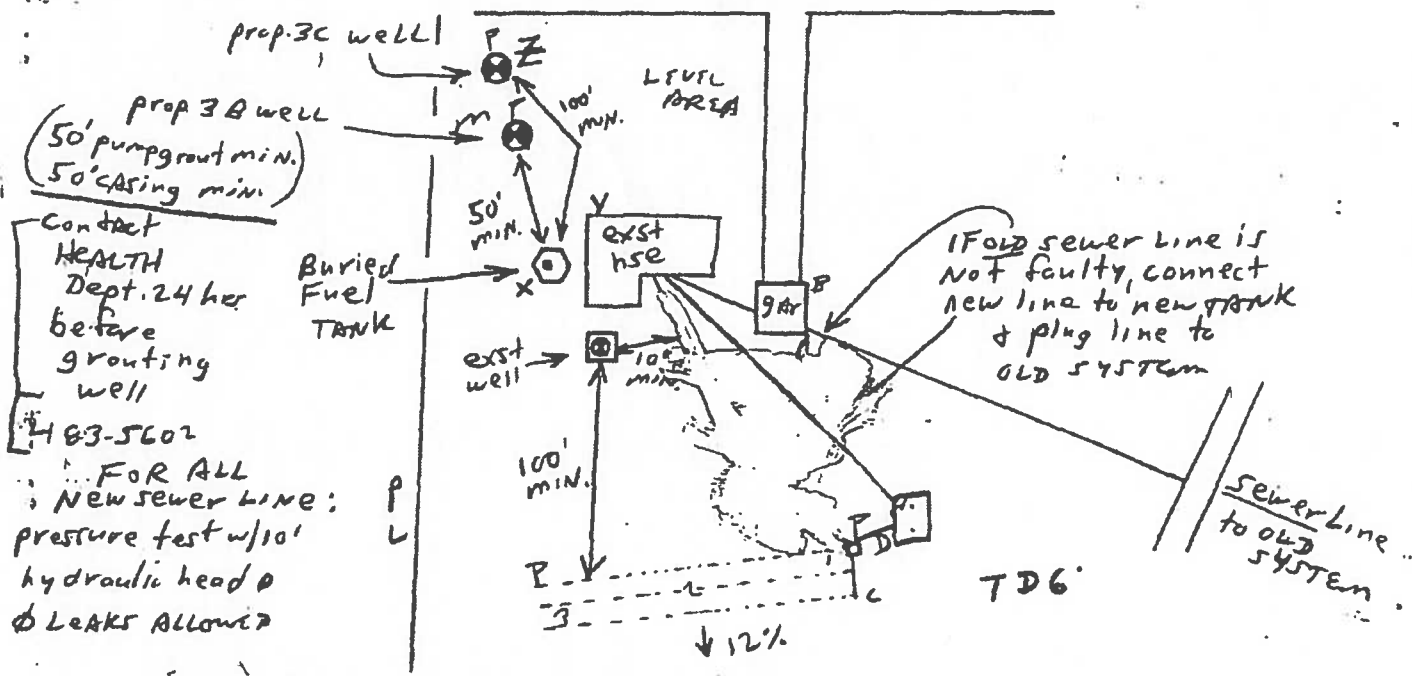 prop. 3C well
P
Z
LEVEL
AREA
prop 3B well
(50' pumpgrout min.
50' casing min.)
100'
MIN.
50'
MIN.
Contact
HEALTH
Dept. 24 hrs
before
grouting
well
483-5602
FOR ALL
New sewer Line:
pressure test w/10'
hydraulic head
Ø LEAKS ALLOWED
Buried
Fuel
TANK
X
Y
exst
hse
exst
well
10'
min.
100'
MIN.
gar
B
IF OLD sewer Line is
Not faulty, connect
new line to new TANK
& plug line to
OLD SYSTEM
P
L
D
C
2
3
↓ 12%
TD6'
Sewer Line
to OLD
SYSTEM